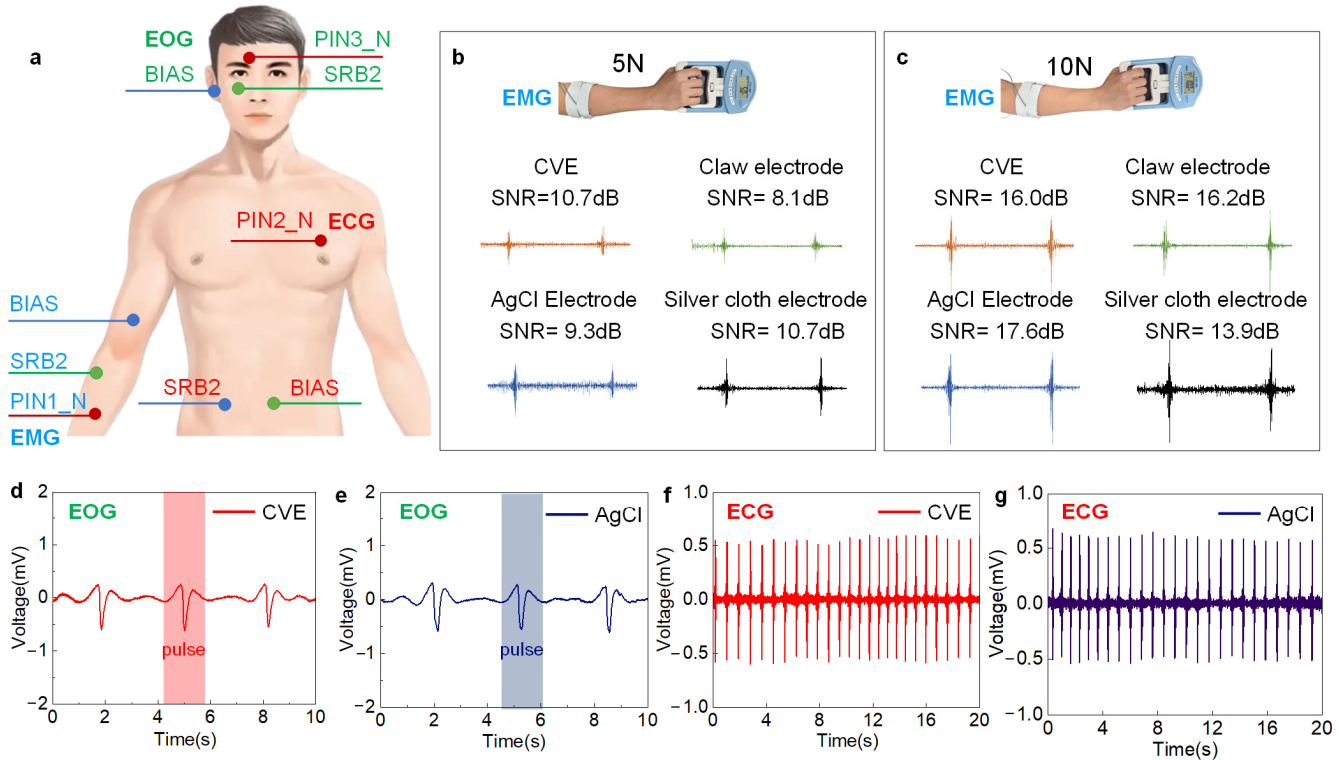 a
EOG
PIN3_N
BIAS
SRB2
PIN2_N
ECG
BIAS
SRB2
PIN1_N
EMG
SRB2
BIAS
b
5N
EMG
CVE
SNR=10.7dB
Claw electrode
SNR= 8.1dB
AgCl Electrode
SNR= 9.3dB
Silver cloth electrode
SNR= 10.7dB
c
10N
EMG
CVE
SNR= 16.0dB
Claw electrode
SNR= 16.2dB
AgCl Electrode
SNR= 17.6dB
Silver cloth electrode
SNR= 13.9dB
d
EOG
CVE
pulse
Voltage(mV)
2
1
0
−1
−2
0 2 4 6 8 10
Time(s)
e
EOG
AgCl
pulse
Voltage(mV)
2
1
0
−1
−2
0 2 4 6 8 10
Time(s)
f
ECG
CVE
Voltage(mV)
1.0
0.5
0.0
−0.5
−1.0
0 4 8 12 16 20
Time(s)
g
ECG
AgCl
Voltage(mV)
1.0
0.5
0.0
−0.5
−1.0
0 4 8 12 16 20
Time(s)